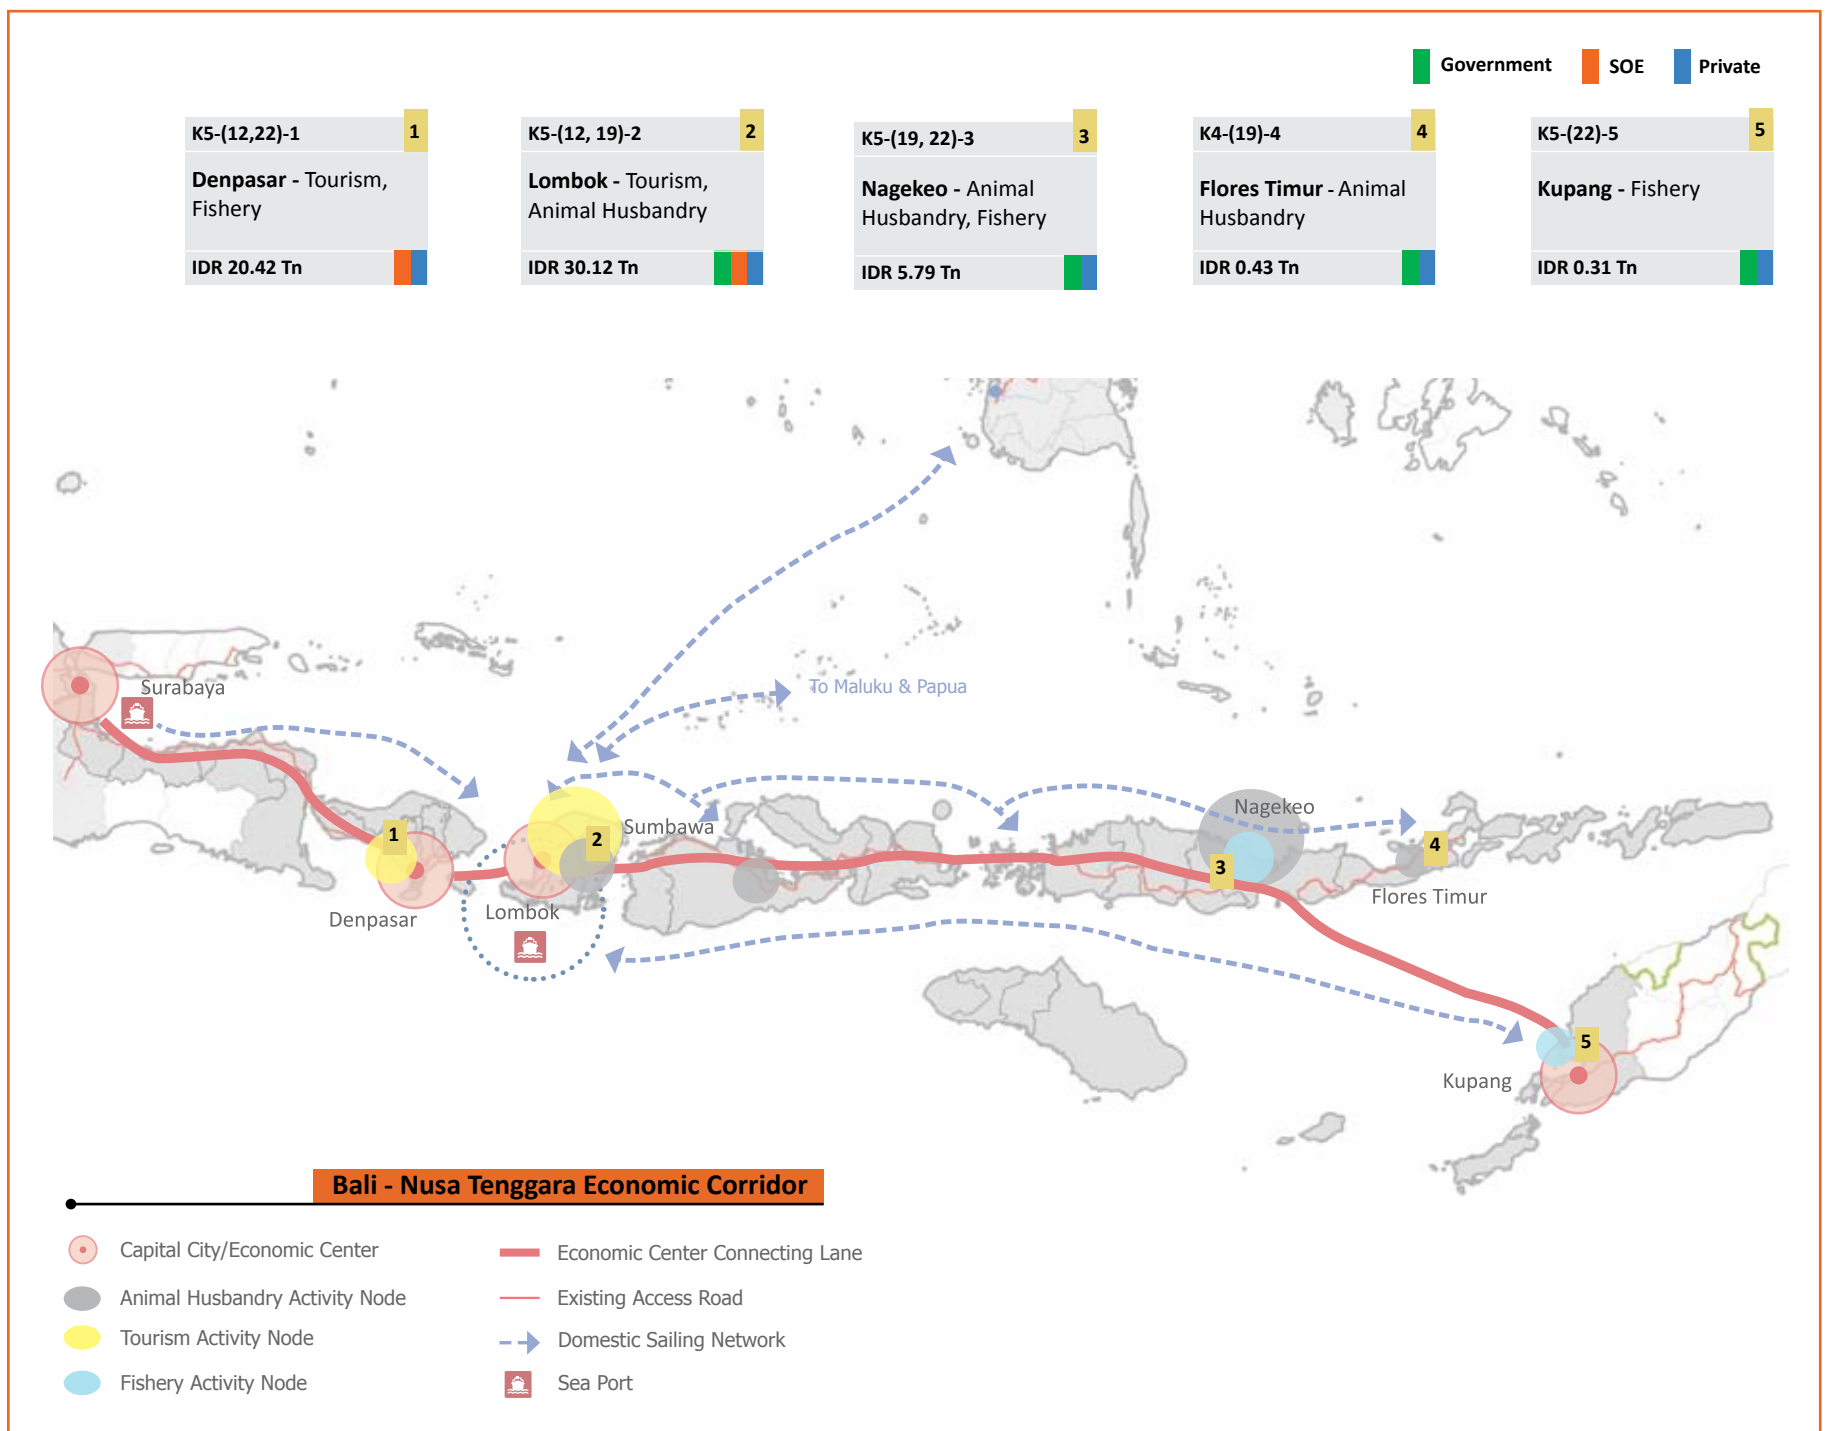 Government SOE Private
K5-(12,22)-1 1
Denpasar - Tourism,
Fishery
IDR 20.42 Tn
K5-(12, 19)-2 2
Lombok - Tourism,
Animal Husbandry
IDR 30.12 Tn
K5-(19, 22)-3 3
Nagekeo - Animal
Husbandry, Fishery
IDR 5.79 Tn
K4-(19)-4 4
Flores Timur - Animal
Husbandry
IDR 0.43 Tn
K5-(22)-5 5
Kupang - Fishery
IDR 0.31 Tn
Surabaya
To Maluku & Papua
Nagekeo
Sumbawa
1
2
3
4
Flores Timur
Denpasar
Lombok
5
Kupang
Bali - Nusa Tenggara Economic Corridor
Capital City/Economic Center
Animal Husbandry Activity Node
Tourism Activity Node
Fishery Activity Node
Economic Center Connecting Lane
Existing Access Road
Domestic Sailing Network
Sea Port